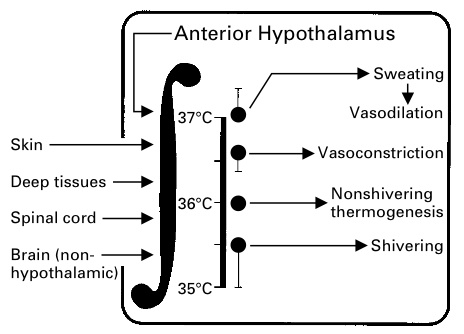 Anterior Hypothalamus
Sweating
Vasodilation
37°C
Skin
Vasoconstriction
Deep tissues
Nonshivering
thermogenesis
36°C
Spinal cord
Shivering
Brain (non-
hypothalamic)
35°C